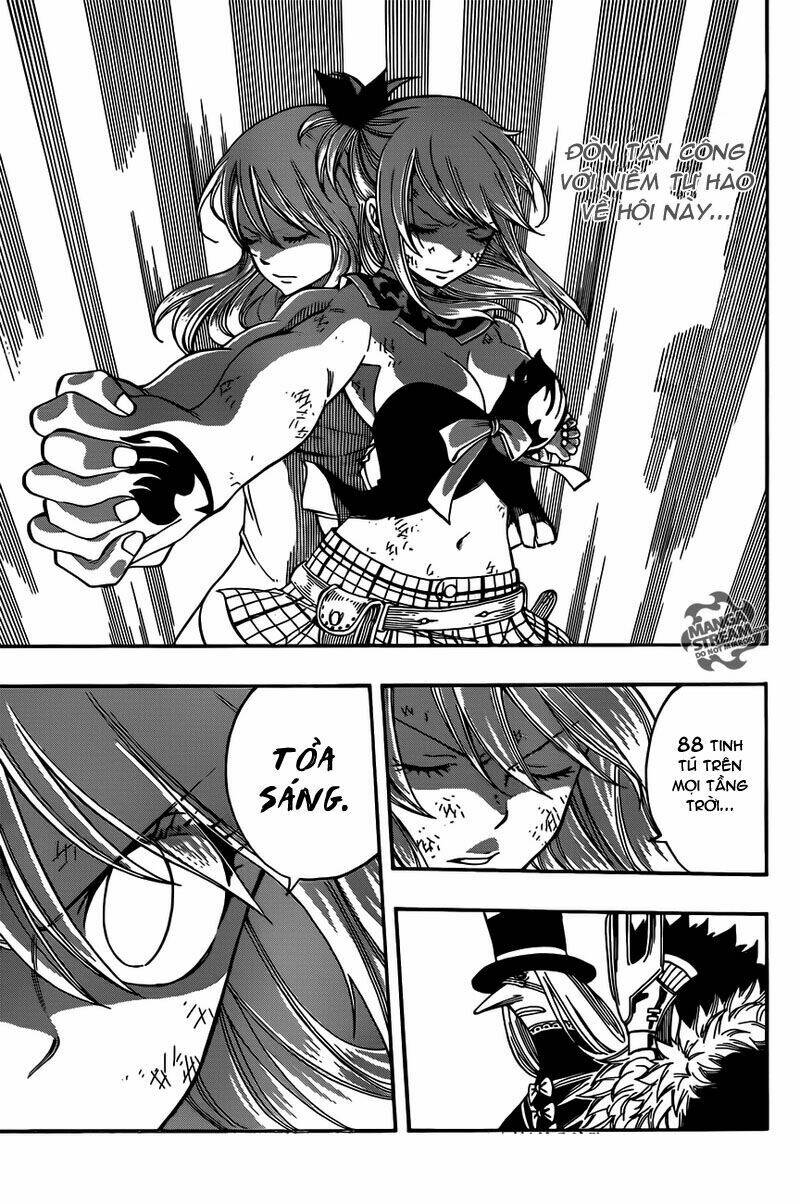 ĐÒN TẤN CÔNG
VỚI NIỀM TỰ HÀO
VỀ HỘI NÀY...
MANGA
STREAM
88 TINH
TÚ TRÊN
MỌI TẦNG
TRỜI...
TỎA
SÁNG.